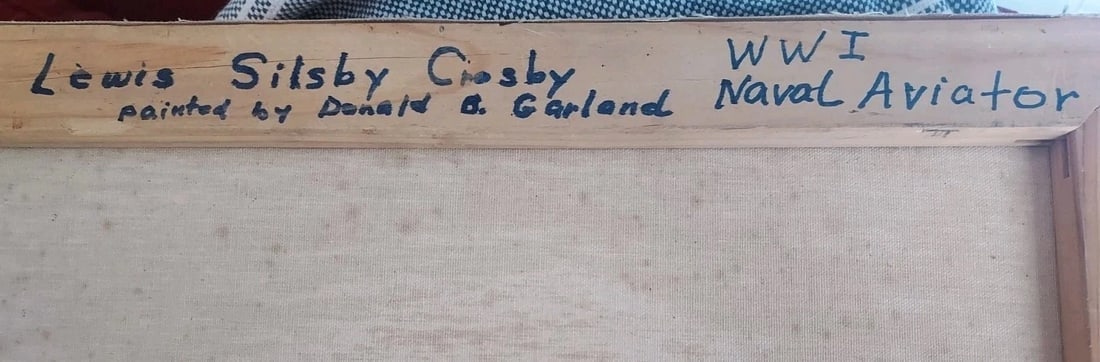 Lewis Silsby Crosby
painted by Donald B. Garland
WWI
Naval Aviator